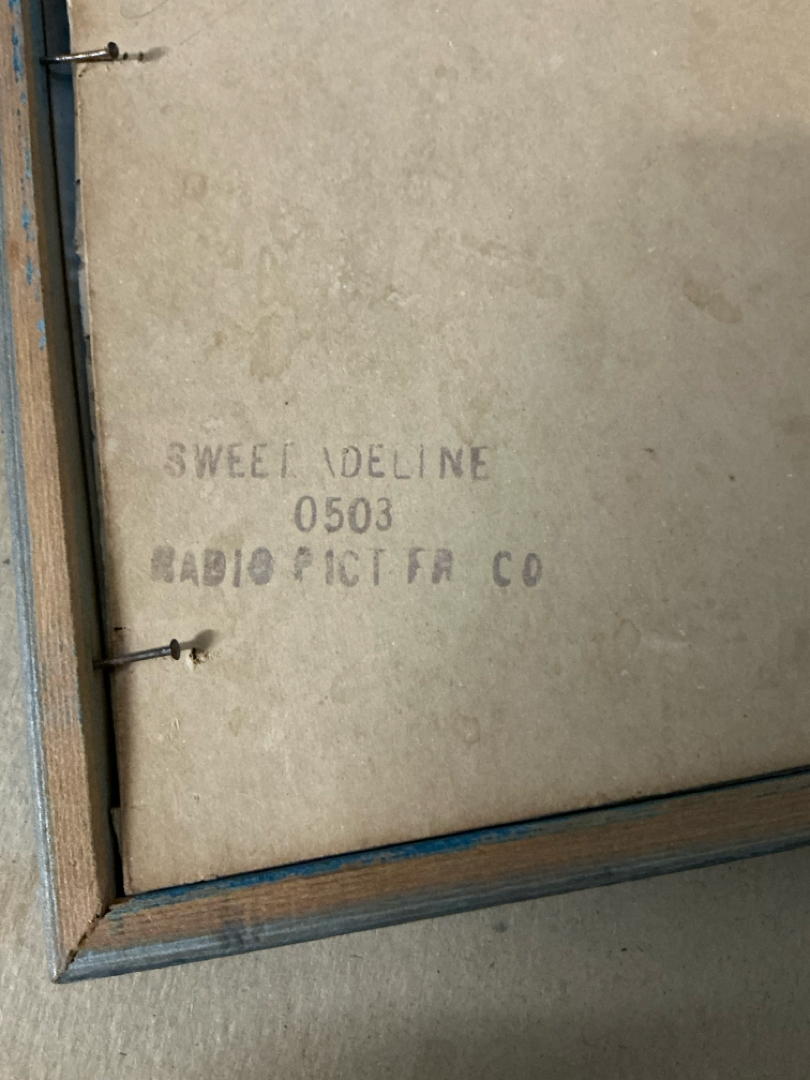 SWEET ADELINE
0503
RADIO PICT FR CO